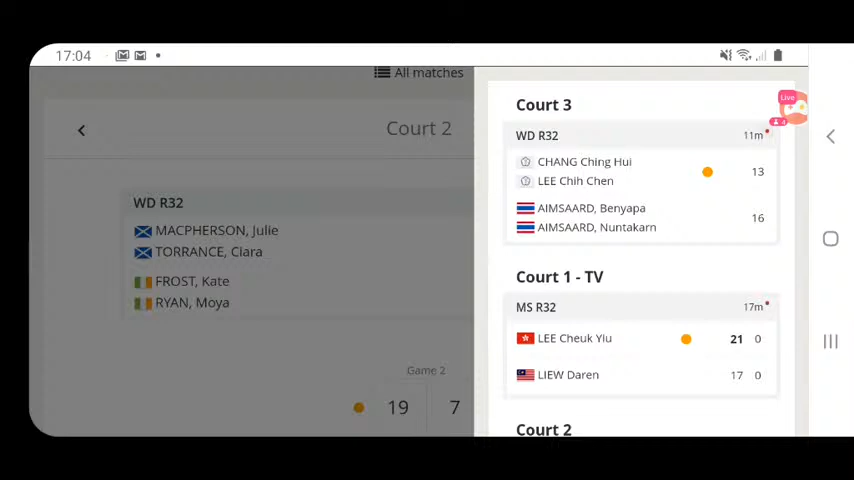 17:04
All matches
Court 2
WD R32
MACPHERSON, Julie
TORRANCE, Ciara
FROST, Kate
RYAN, Moya
Game 2
19 7
Court 3
WD R32 11m
CHANG Ching Hui
LEE Chih Chen
13
AIMSAARD, Benyapa
AIMSAARD, Nuntakarn
16
Court 1 - TV
MS R32 17m
LEE Cheuk Yiu 21 0
LIEW Daren 17 0
Court 2
Live
4